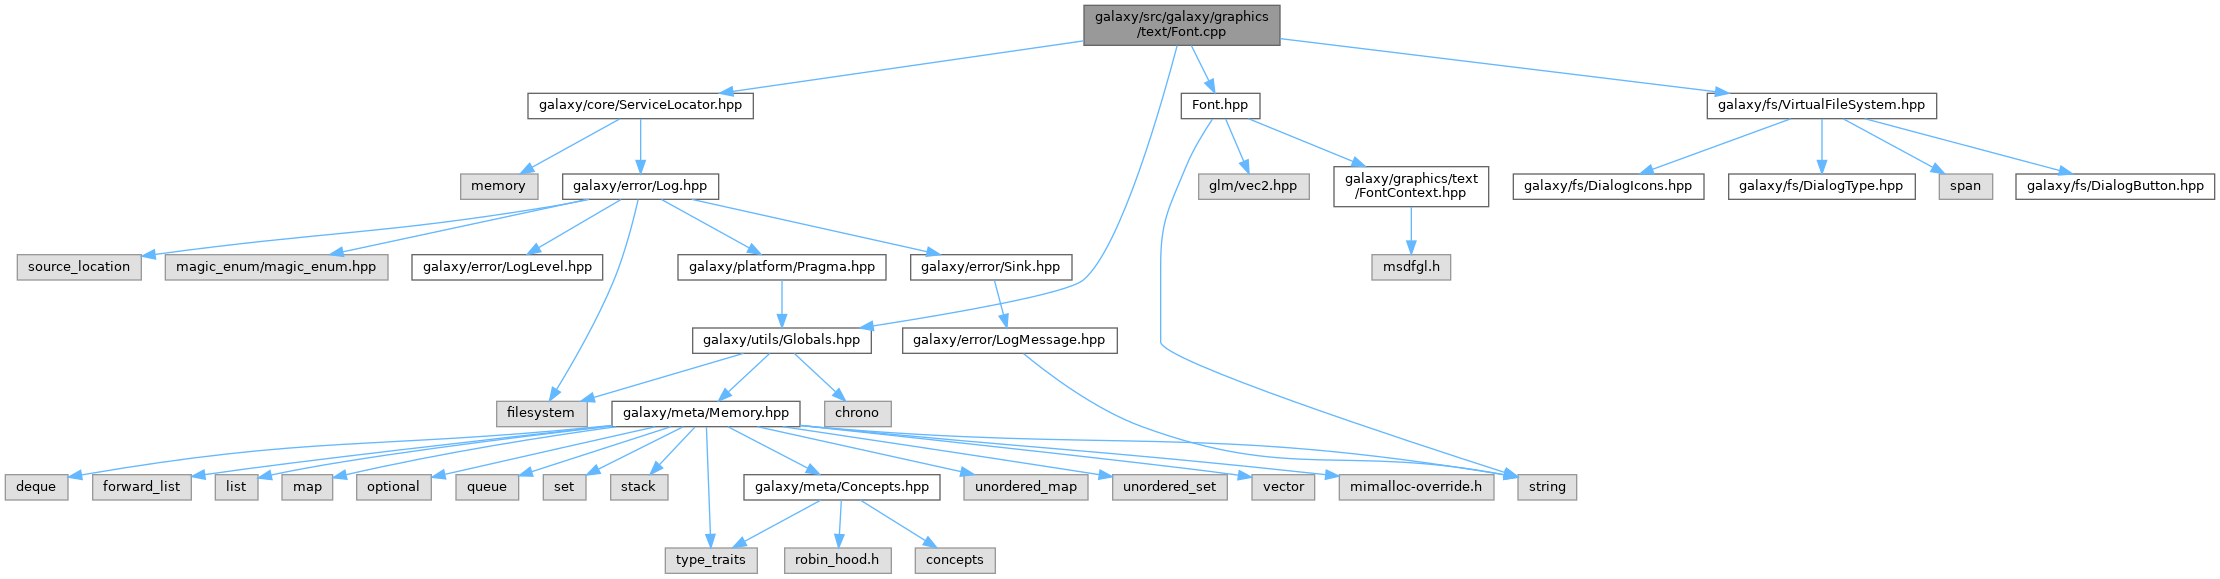 galaxy/src/galaxy/graphics
/text/Font.cpp
galaxy/core/ServiceLocator.hpp
Font.hpp
galaxy/fs/VirtualFileSystem.hpp
memory
galaxy/error/Log.hpp
glm/vec2.hpp
galaxy/graphics/text
/FontContext.hpp
galaxy/fs/DialogIcons.hpp
galaxy/fs/DialogType.hpp
span
galaxy/fs/DialogButton.hpp
source_location
magic_enum/magic_enum.hpp
galaxy/error/LogLevel.hpp
galaxy/platform/Pragma.hpp
galaxy/error/Sink.hpp
msdfgl.h
galaxy/utils/Globals.hpp
galaxy/error/LogMessage.hpp
filesystem
galaxy/meta/Memory.hpp
chrono
deque
forward_list
list
map
optional
queue
set
stack
galaxy/meta/Concepts.hpp
unordered_map
unordered_set
vector
mimalloc-override.h
string
type_traits
robin_hood.h
concepts